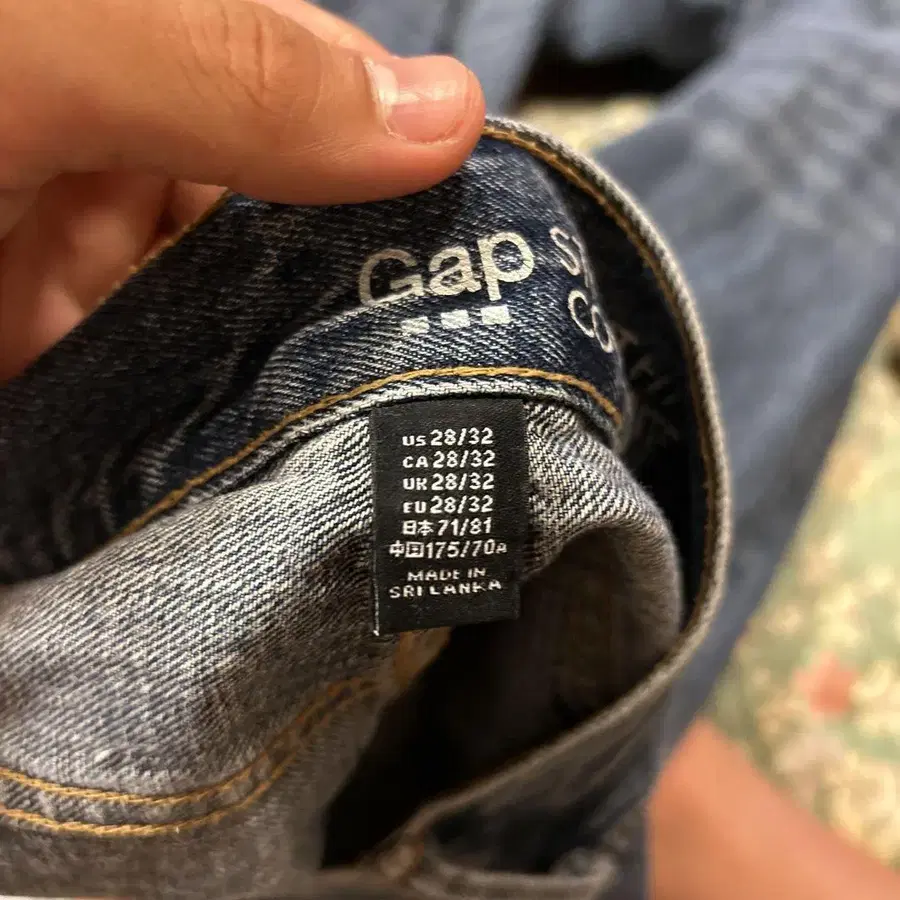 Gap
US 28/32
CA 28/32
UK 28/32
EU 28/32
日本 71/81
中国 175/70A
MADE IN
SRI LANKA